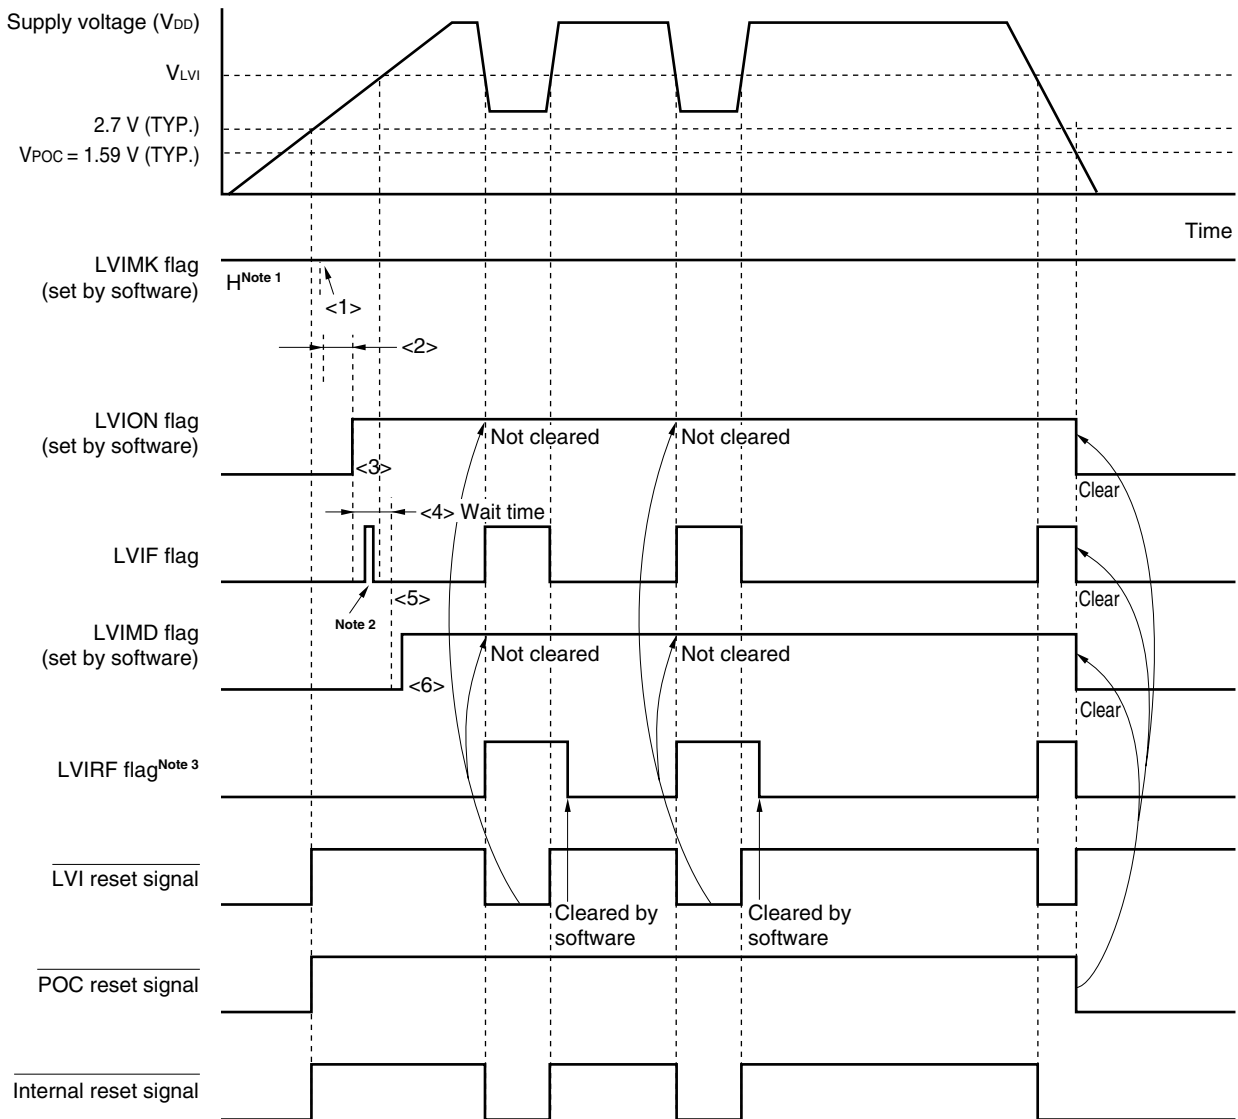 Supply voltage (VDD)
VLVI
2.7 V (TYP.)
VPOC = 1.59 V (TYP.)
Time
LVIMK flag
(set by software)
HNote 1
<1>
<2>
LVION flag
(set by software)
Not cleared
Not cleared
<3>
Clear
<4> Wait time
LVIF flag
<5>
Clear
Note 2
LVIMD flag
(set by software)
Not cleared
Not cleared
<6>
Clear
LVIRF flagNote 3
LVI reset signal
Cleared by
software
Cleared by
software
POC reset signal
Internal reset signal